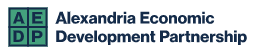 AE
DP
Alexandria Economic
Development Partnership